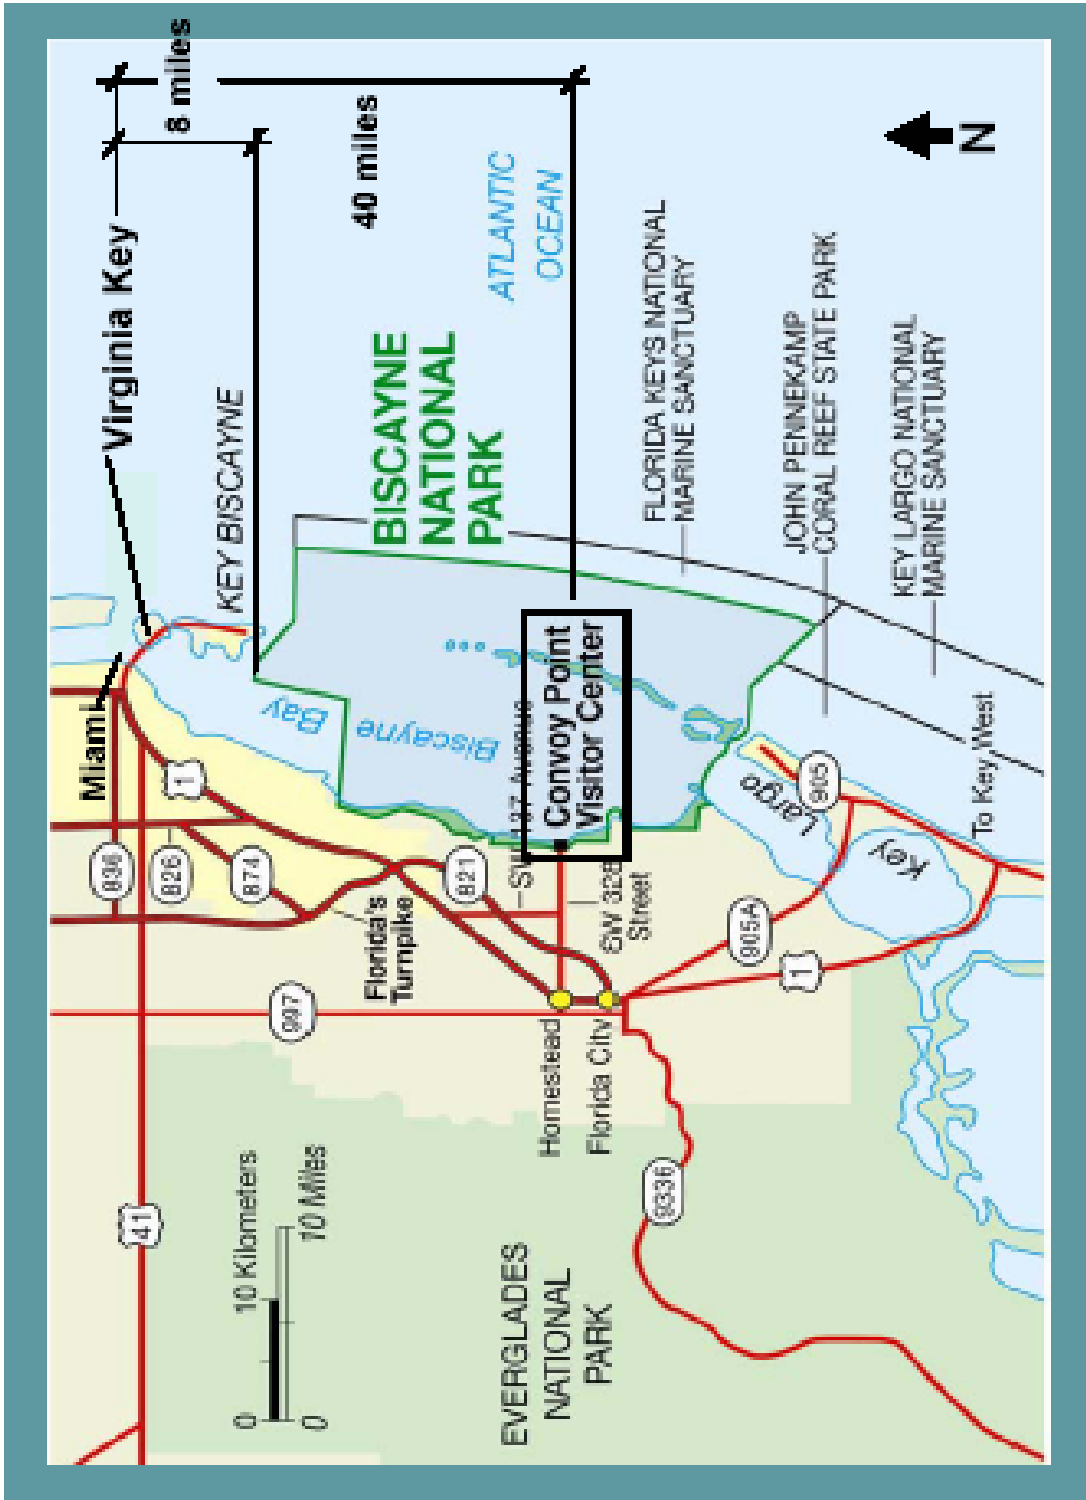 8 miles
40 miles
Virginia Key
N
ATLANTIC
OCEAN
KEY BISCAYNE
BISCAYNE
NATIONAL
PARK
FLORIDA KEYS NATIONAL
MARINE SANCTUARY
JOHN PENNEKAMP
CORAL REEF STATE PARK
KEY LARGO NATIONAL
MARINE SANCTUARY
Miami
Biscayne
Bay
137 Avenue
Convoy Point
Visitor Center
SW 328
Street
Key
Largo
To Key West
1
836
826
874
821
905
905A
1
Florida's
Turnpike
997
Homestead
Florida City
41
9336
0 10 Kilometers
0 10 Miles
EVERGLADES
NATIONAL
PARK